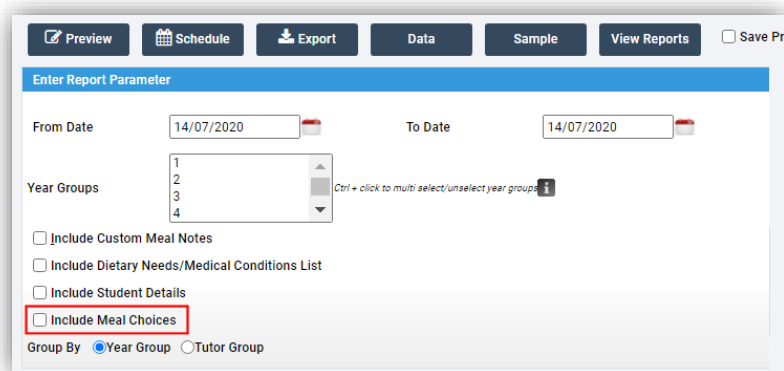 Preview Schedule Export Data Sample View Reports Save Pr
Enter Report Parameter
From Date 14/07/2020 To Date 14/07/2020
1
2
Year Groups Ctrl + click to multi select/unselect year groups i
3
4
Include Custom Meal Notes
Include Dietary Needs/Medical Conditions List
Include Student Details
Include Meal Choices
Group By Year Group Tutor Group